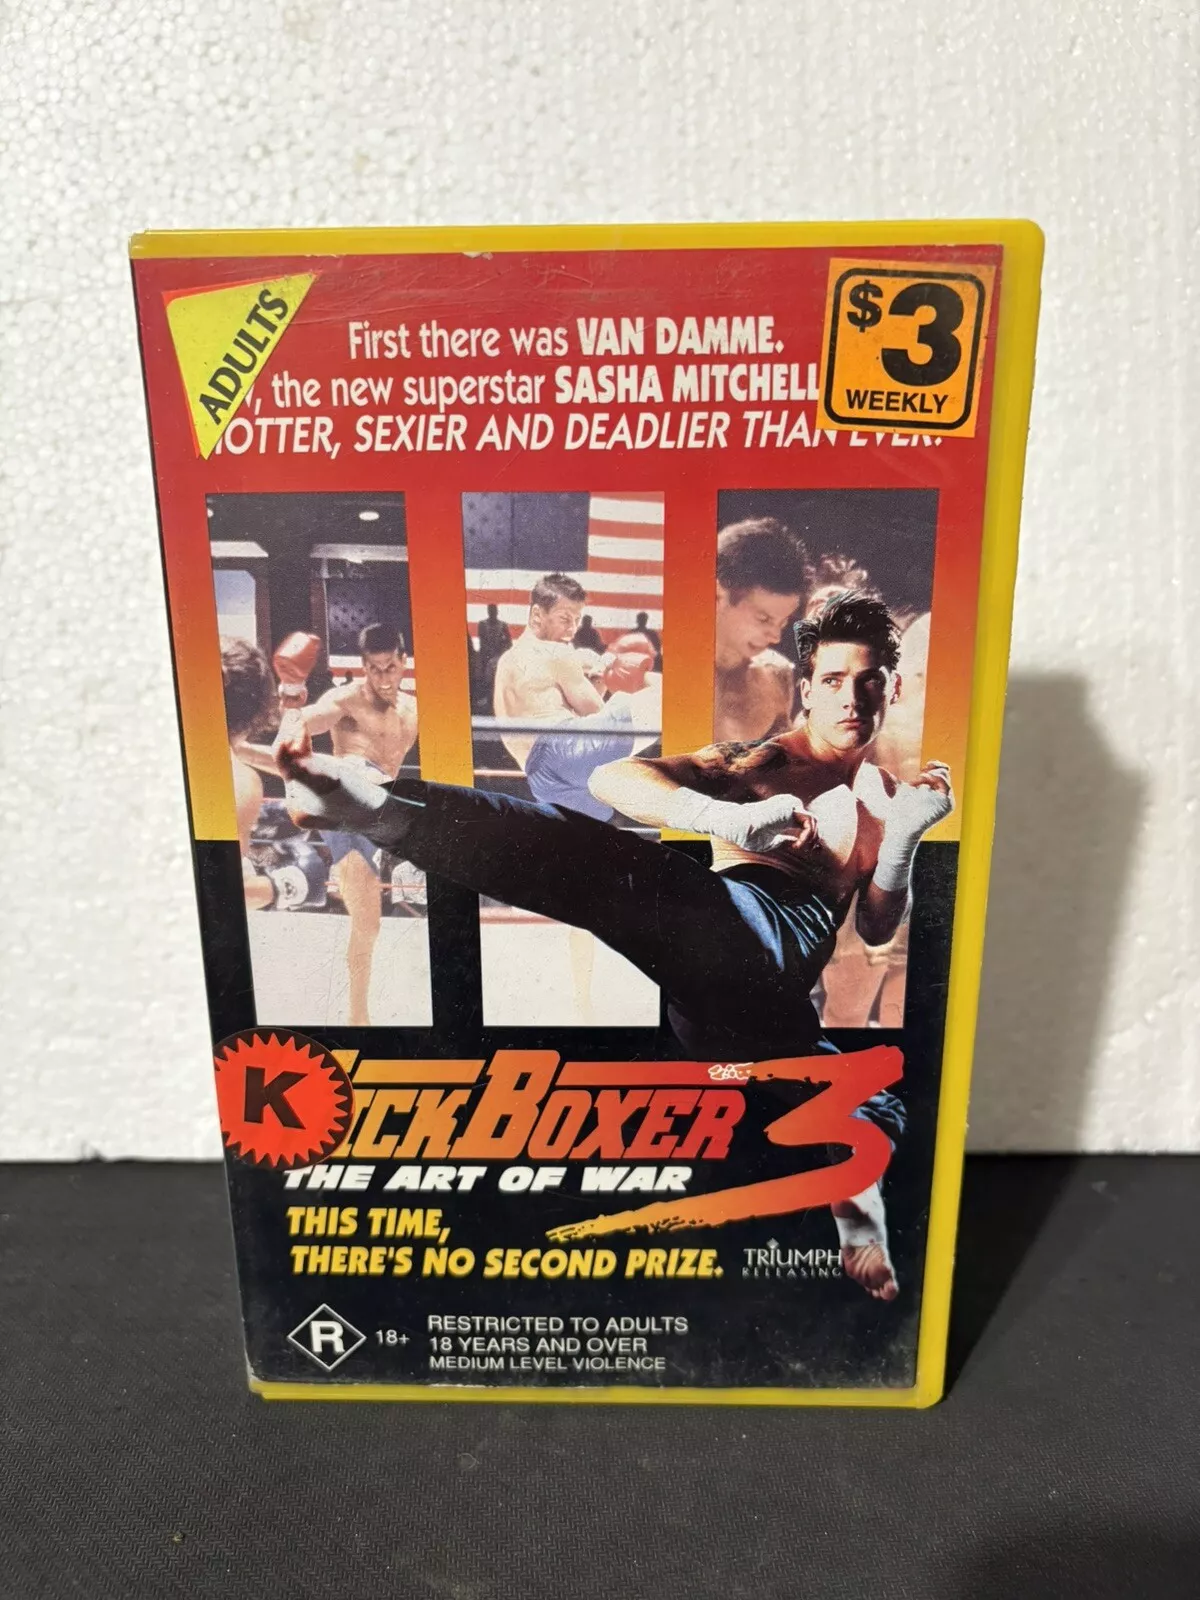 ADULTS
$3
WEEKLY
First there was VAN DAMME.
, the new superstar SASHA MITCHELL
OTTER, SEXIER AND DEADLIER THAN EVER.
K
ICKBOXER 3
THE ART OF WAR
THIS TIME,
THERE'S NO SECOND PRIZE.
TRIUMPH
RELEASING
R 18+
RESTRICTED TO ADULTS
18 YEARS AND OVER
MEDIUM LEVEL VIOLENCE